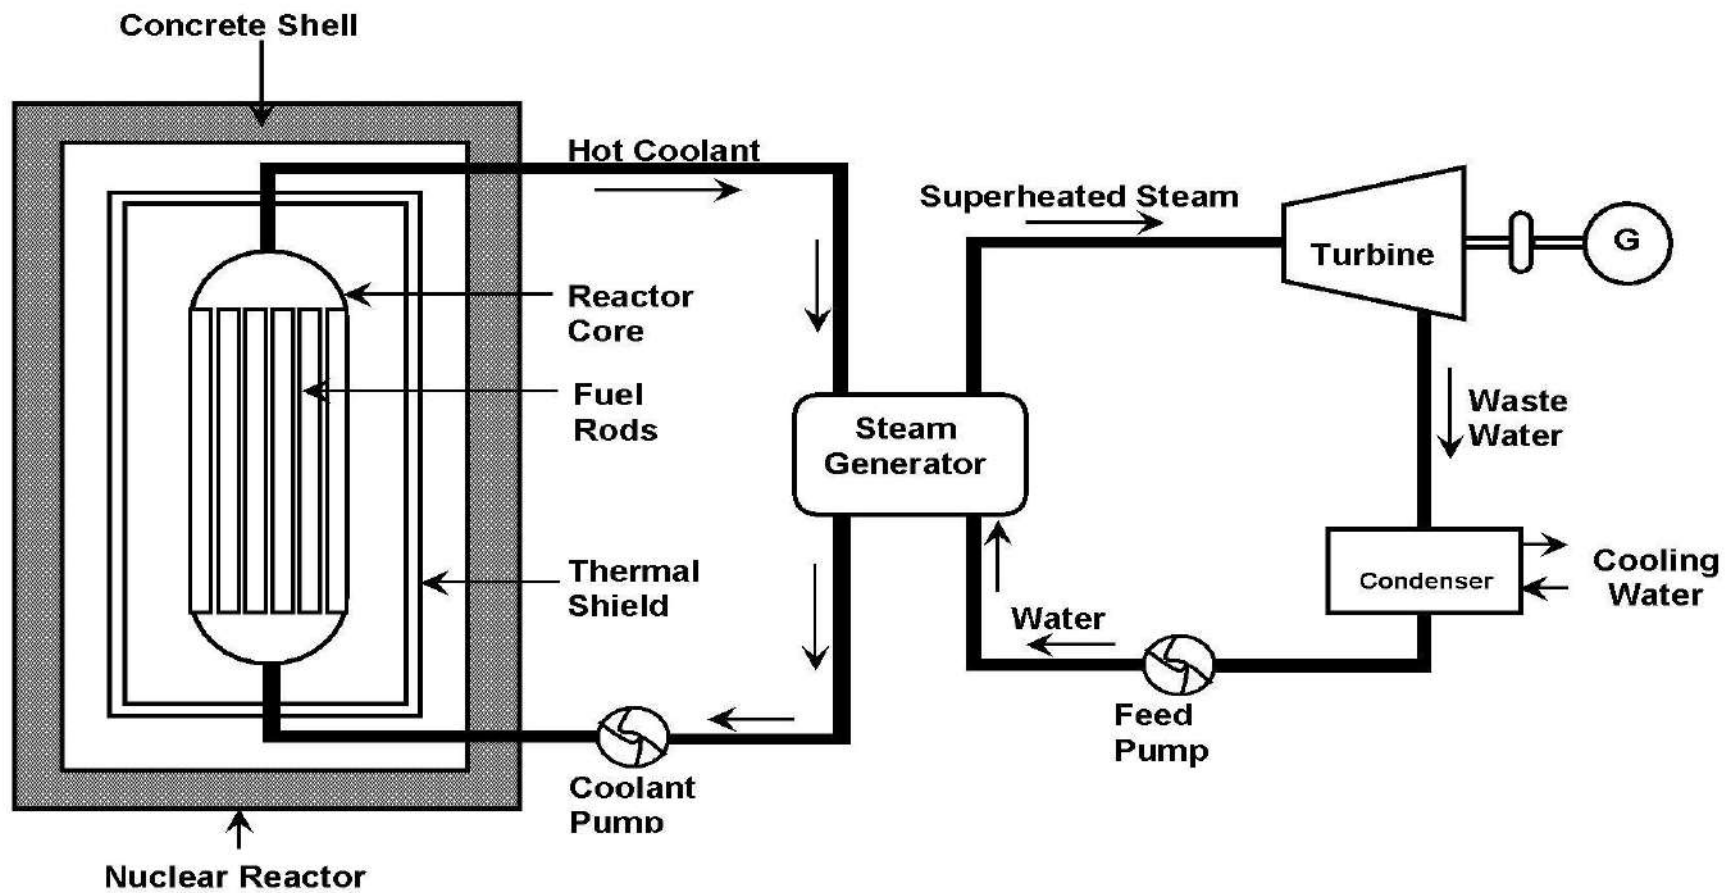 Concrete Shell
Hot Coolant
Superheated Steam
Turbine
G
Reactor
Core
Fuel
Rods
Waste
Water
Steam
Generator
Thermal
Shield
Condenser
Cooling
Water
Water
Feed
Pump
Coolant
Pump
Nuclear Reactor